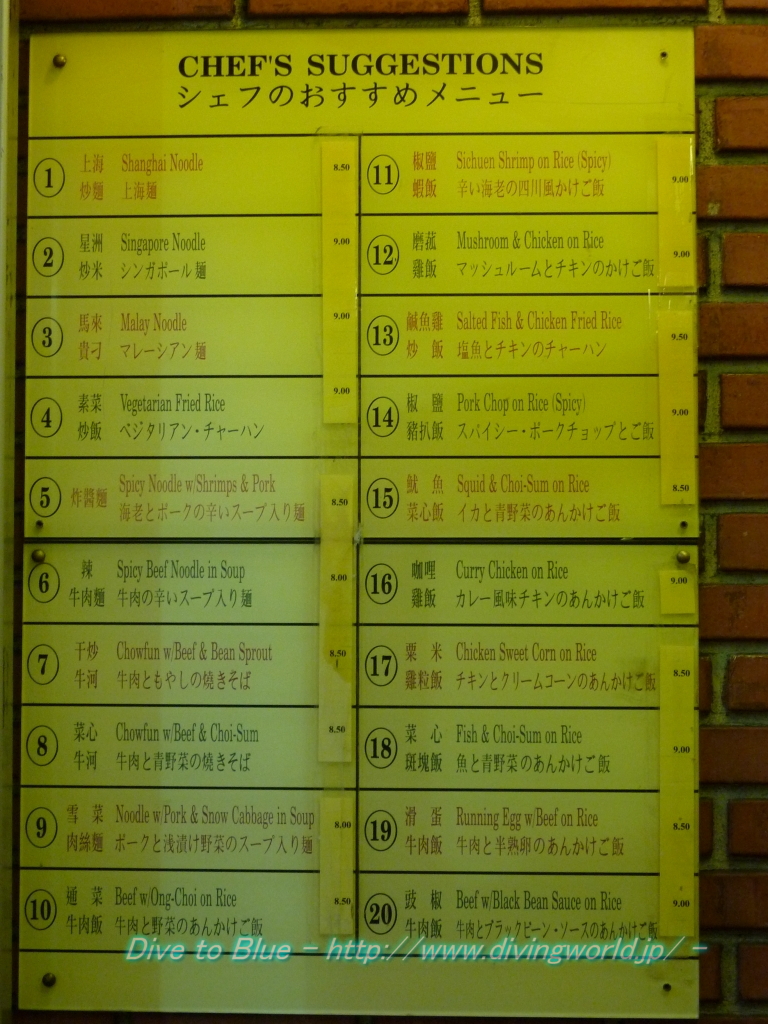 CHEF'S SUGGESTIONS
シェフのおすすめメニュー
1 上海 Shanghai Noodle 8.50
炒麵 上海麺
2 星洲 Singapore Noodle 9.00
炒米 シンガポール麺
3 馬來 Malay Noodle 9.00
貴刁 マレーシアン麺
4 素菜 Vegetarian Fried Rice 9.00
炒飯 ベジタリアン・チャーハン
5 炸醬麵 Spicy Noodle w/Shrimps & Pork 8.50
海老とポークの辛いスープ入り麺
6 辣 Spicy Beef Noodle in Soup 8.00
牛肉麵 牛肉の辛いスープ入り麺
7 干炒 Chowfun w/Beef & Bean Sprout 8.50
牛河 牛肉ともやしの焼きそば
8 菜心 Chowfun w/Beef & Choi-Sum 8.50
牛河 牛肉と青野菜の焼きそば
9 雪菜 Noodle w/Pork & Snow Cabbage in Soup 8.00
肉絲麵 ポークと浅漬け野菜のスープ入り麺
10 通菜 Beef w/Ong-Choi on Rice 8.50
牛肉飯 牛肉と野菜のあんかけご飯
11 椒鹽 Sichuen Shrimp on Rice (Spicy) 9.00
蝦飯 辛い海老の四川風かけご飯
12 磨菇 Mushroom & Chicken on Rice 9.00
雞飯 マッシュルームとチキンのかけご飯
13 鹹魚雞 Salted Fish & Chicken Fried Rice 9.50
炒飯 塩魚とチキンのチャーハン
14 椒鹽 Pork Chop on Rice (Spicy) 9.00
豬扒飯 スパイシー・ポークチョップとご飯
15 魷魚 Squid & Choi-Sum on Rice 8.50
菜心飯 イカと青野菜のあんかけご飯
16 咖哩 Curry Chicken on Rice 9.00
雞飯 カレー風味チキンのあんかけご飯
17 粟米 Chicken Sweet Corn on Rice 8.50
雞粒飯 チキンとクリームコーンのあんかけご飯
18 菜心 Fish & Choi-Sum on Rice 9.00
斑塊飯 魚と青野菜のあんかけご飯
19 滑蛋 Running Egg w/Beef on Rice 8.50
牛肉飯 牛肉と半熟卵のあんかけご飯
20 豉椒 Beef w/Black Bean Sauce on Rice 9.00
牛肉飯 牛肉とブラックビーン・ソースのあんかけご飯
Dive to Blue - http://www.divingworld.jp/ -